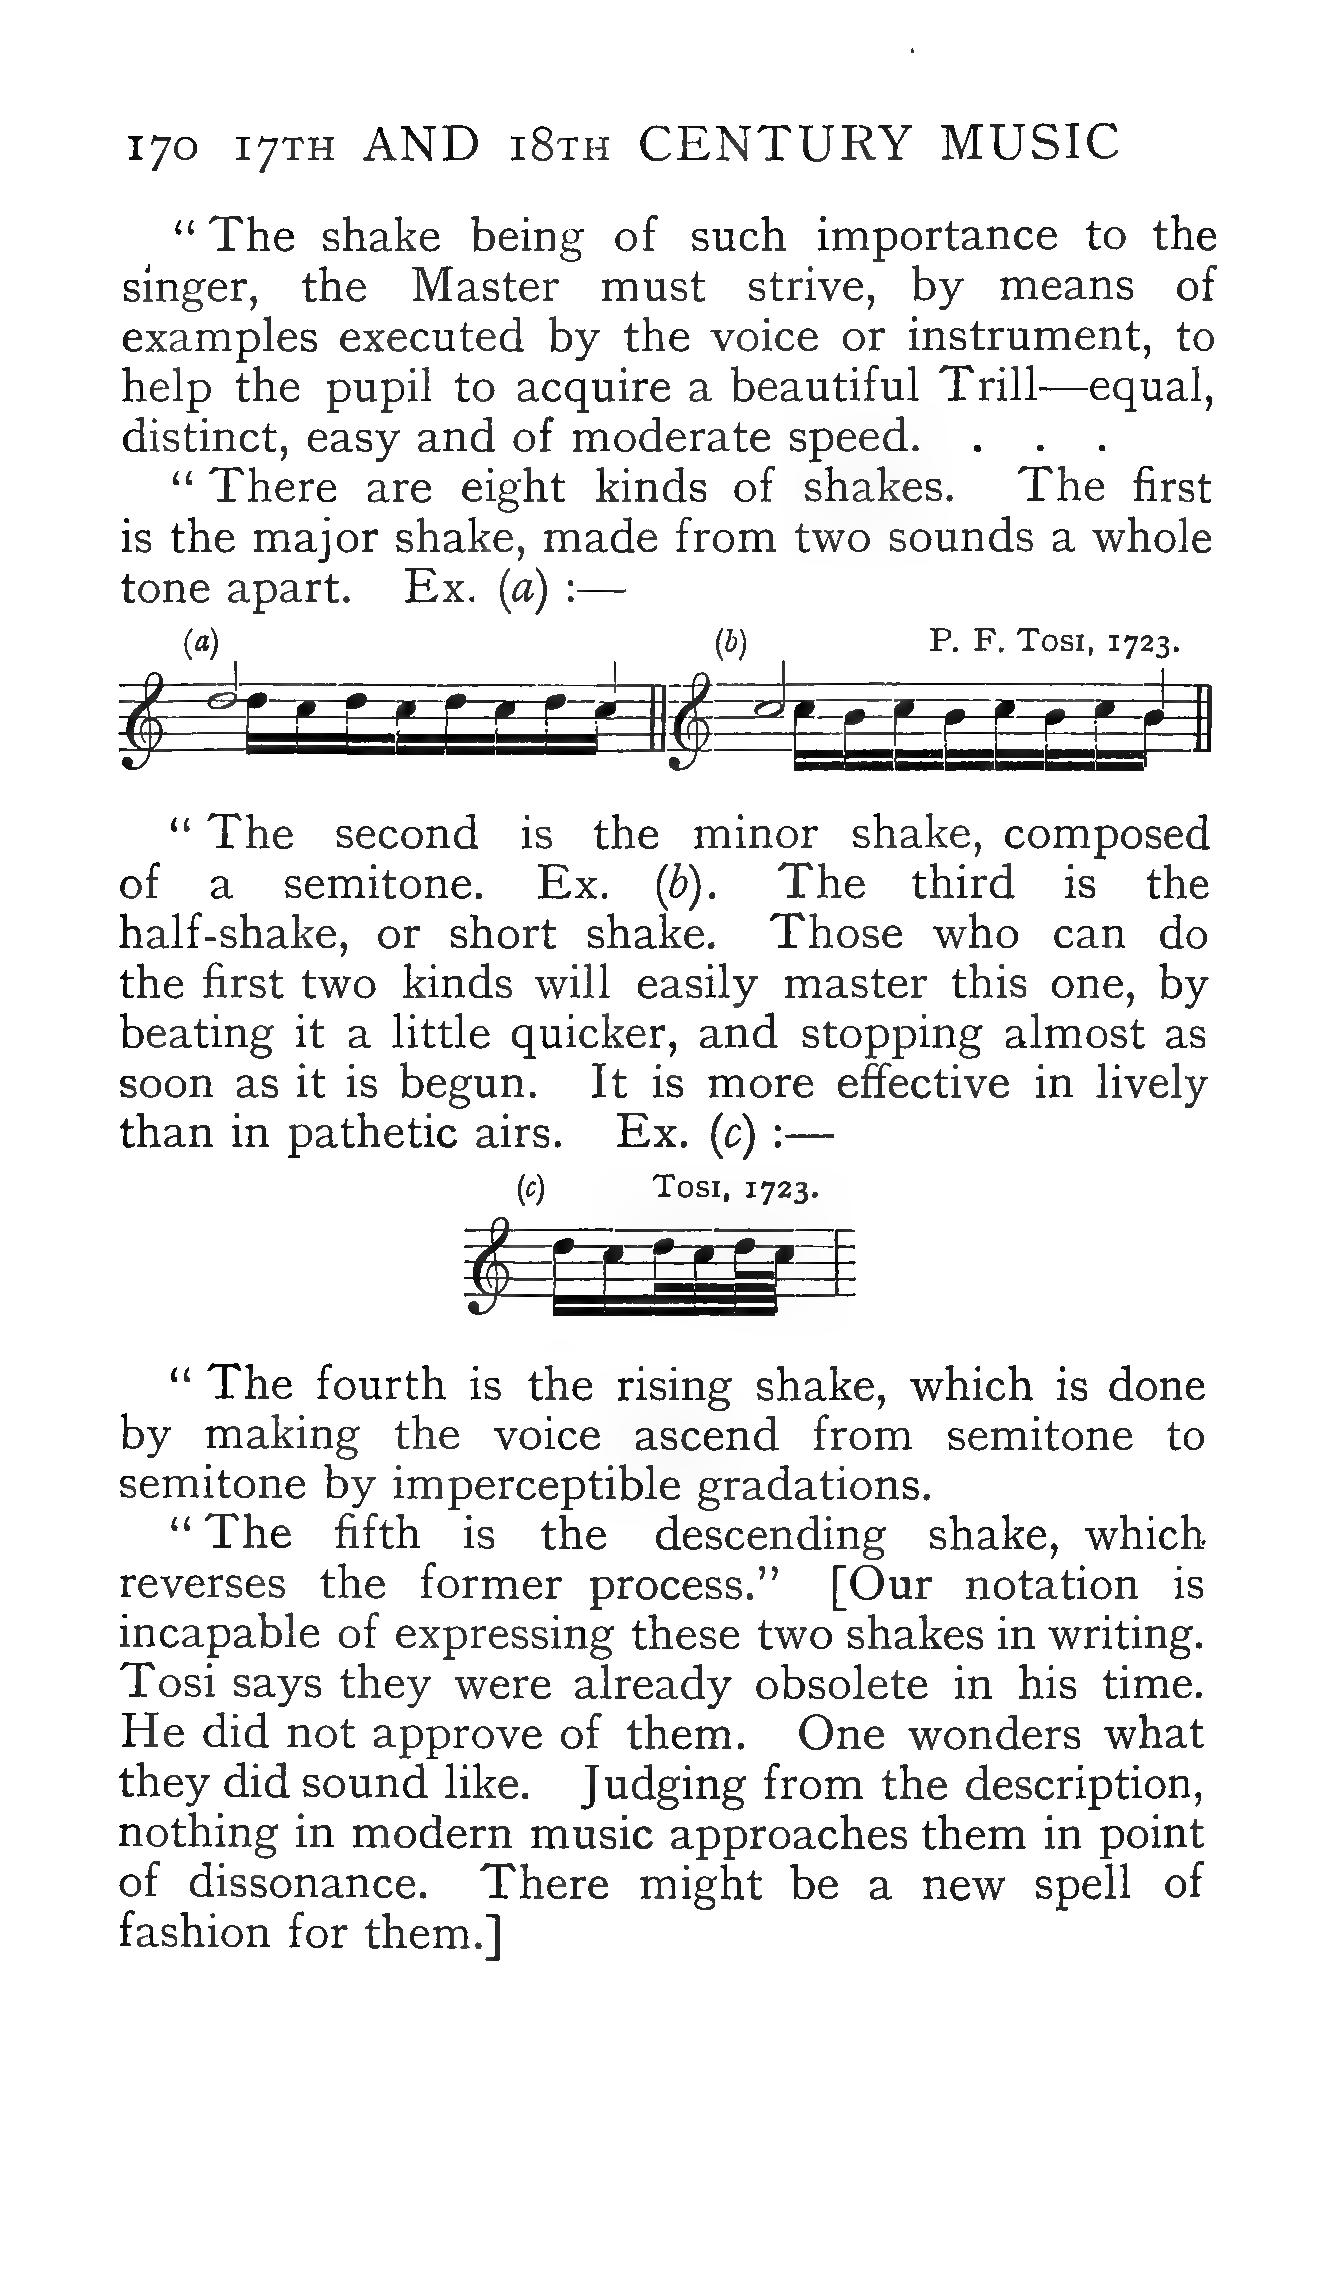 170 17TH AND 18TH CENTURY MUSIC
“ The shake being of such importance to the
singer, the Master must strive, by means of
examples executed by the voice or instrument, to
help the pupil to acquire a beautiful Trill—equal,
distinct, easy and of moderate speed. . . .
“ There are eight kinds of shakes. The first
is the major shake, made from two sounds a whole
tone apart. Ex. (a) :—
(a) (b) P. F. Tosi, 1723.
“ The second is the minor shake, composed
of a semitone. Ex. (b). The third is the
half-shake, or short shake. Those who can do
the first two kinds will easily master this one, by
beating it a little quicker, and stopping almost as
soon as it is begun. It is more effective in lively
than in pathetic airs. Ex. (c) :—
(c) Tosi, 1723.
“ The fourth is the rising shake, which is done
by making the voice ascend from semitone to
semitone by imperceptible gradations.
“ The fifth is the descending shake, which
reverses the former process.” [Our notation is
incapable of expressing these two shakes in writing.
Tosi says they were already obsolete in his time.
He did not approve of them. One wonders what
they did sound like. Judging from the description,
nothing in modern music approaches them in point
of dissonance. There might be a new spell of
fashion for them.]